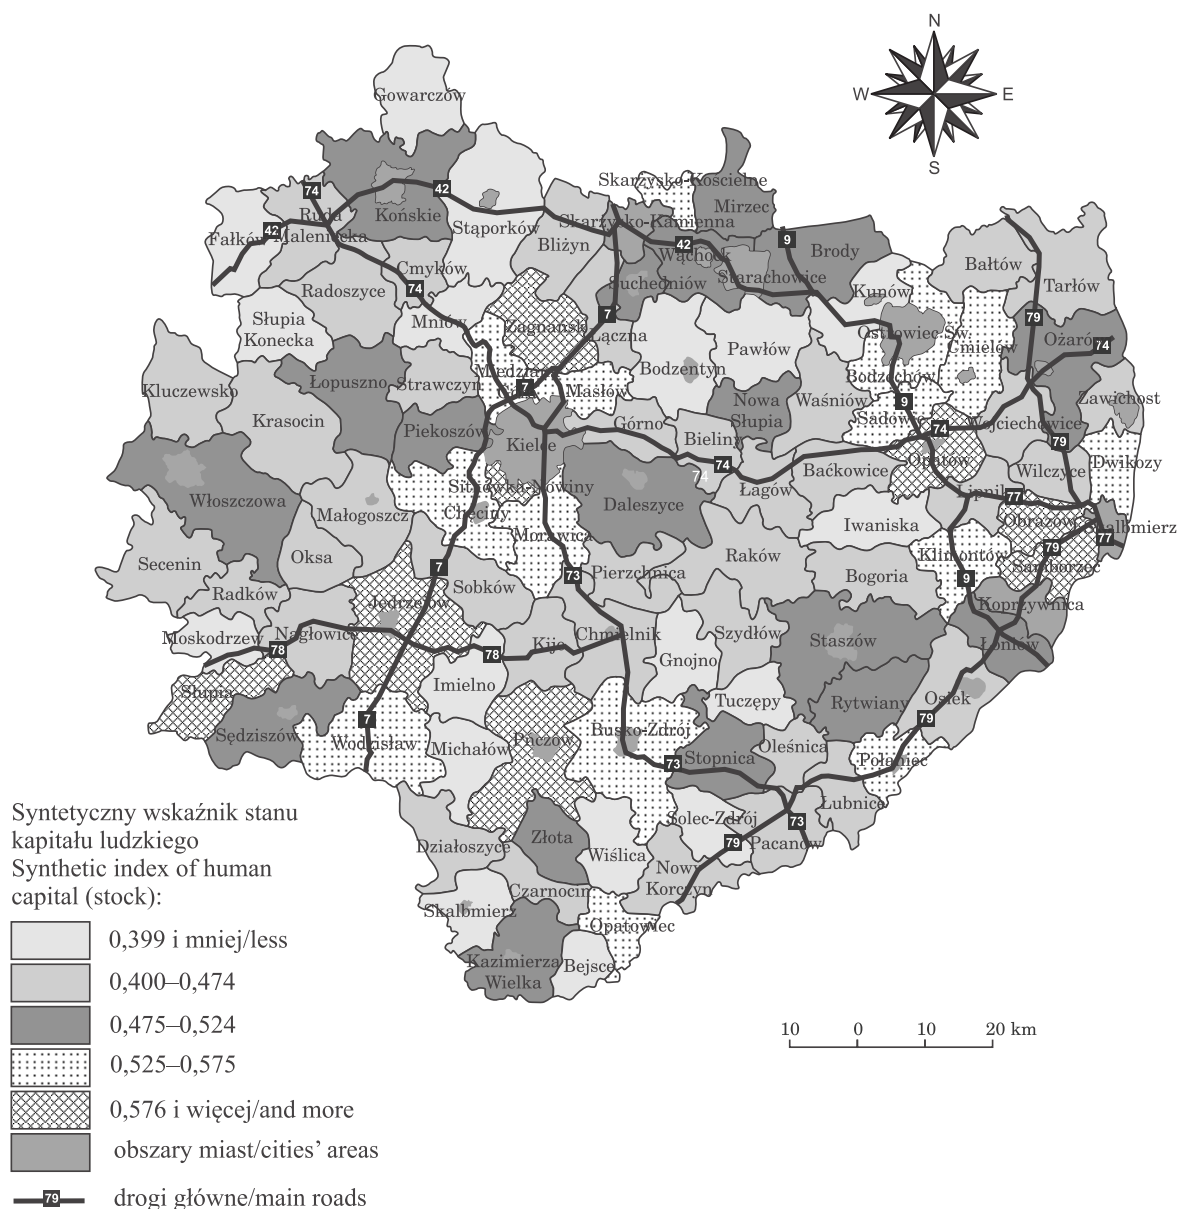 N
W
E
S
Gowarczów
Skarżysko-Kościelne
74
42
Mirzec
Ruda
Maleniecka
Końskie
Skarżysko-Kamienna
Stąporków
42
Fałków
Bliżyn
42
9
Wąchock
Brody
Starachowice
Bałtów
Cmyków
Suchedniów
Kunów
Tarłów
Radoszyce
74
Słupia
Konecka
Mniów
Zagnańsk
7
Łączna
Ostrowiec Św.
Ćmielów
79
Ożarów
74
Pawłów
Bodzentyn
Kluczewsko
Łopuszno
Strawczyn
Miedziana
Góra
7
Masłów
Bodzechów
Nowa
Słupia
Waśniów
9
Zawichost
Krasocin
Piekoszów
Kielce
Górno
Bieliny
Sadowie
74
Wojciechowice
79
Opatów
Włoszczowa
Sitkówka-Nowiny
Daleszyce
74
74
Łagów
Baćkowice
Wilczyce
Dwikozy
Lipnik
77
Małogoszcz
Chęciny
Morawica
Iwaniska
Obrazów
Skalbmierz
77
Secemin
Oksa
7
Raków
Klimontów
79
Samborzec
Radków
Sobków
73
Pierzchnica
Bogoria
9
Jędrzejów
Koprzywnica
Moskodrzew
Nagłowice
78
78
Kije
Chmielnik
Szydłów
Staszów
Łoniów
Gnojno
Słupia
Imielno
Tuczępy
Rytwiany
Osiek
7
79
Sędziszów
Wodzisław
Michałów
Pińczów
Busko-Zdrój
73
Stopnica
Oleśnica
Połaniec
Łubnice
Solec-Zdrój
73
79
Pacanów
Złota
Działoszyce
Wiślica
Nowy
Korczyn
Czarnocin
Skalbmierz
Opatowiec
Kazimierza
Wielka
Bejsce
Syntetyczny wskaźnik stanu
kapitału ludzkiego
Synthetic index of human
capital (stock):
0,399 i mniej/less
0,400–0,474
0,475–0,524
0,525–0,575
0,576 i więcej/and more
obszary miast/cities’ areas
79 drogi główne/main roads
10 0 10 20 km